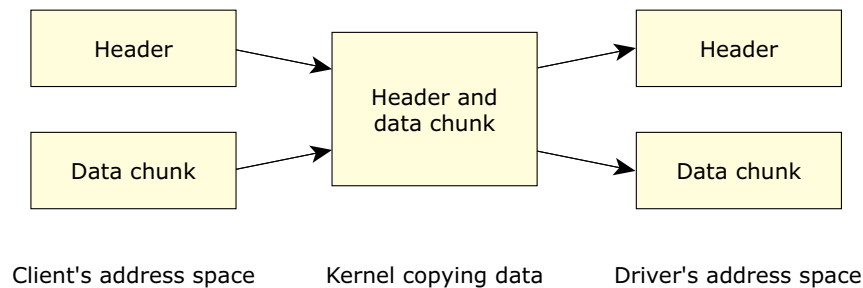 Header
Header and
data chunk
Header
Data chunk
Data chunk
Client's address space
Kernel copying data
Driver's address space